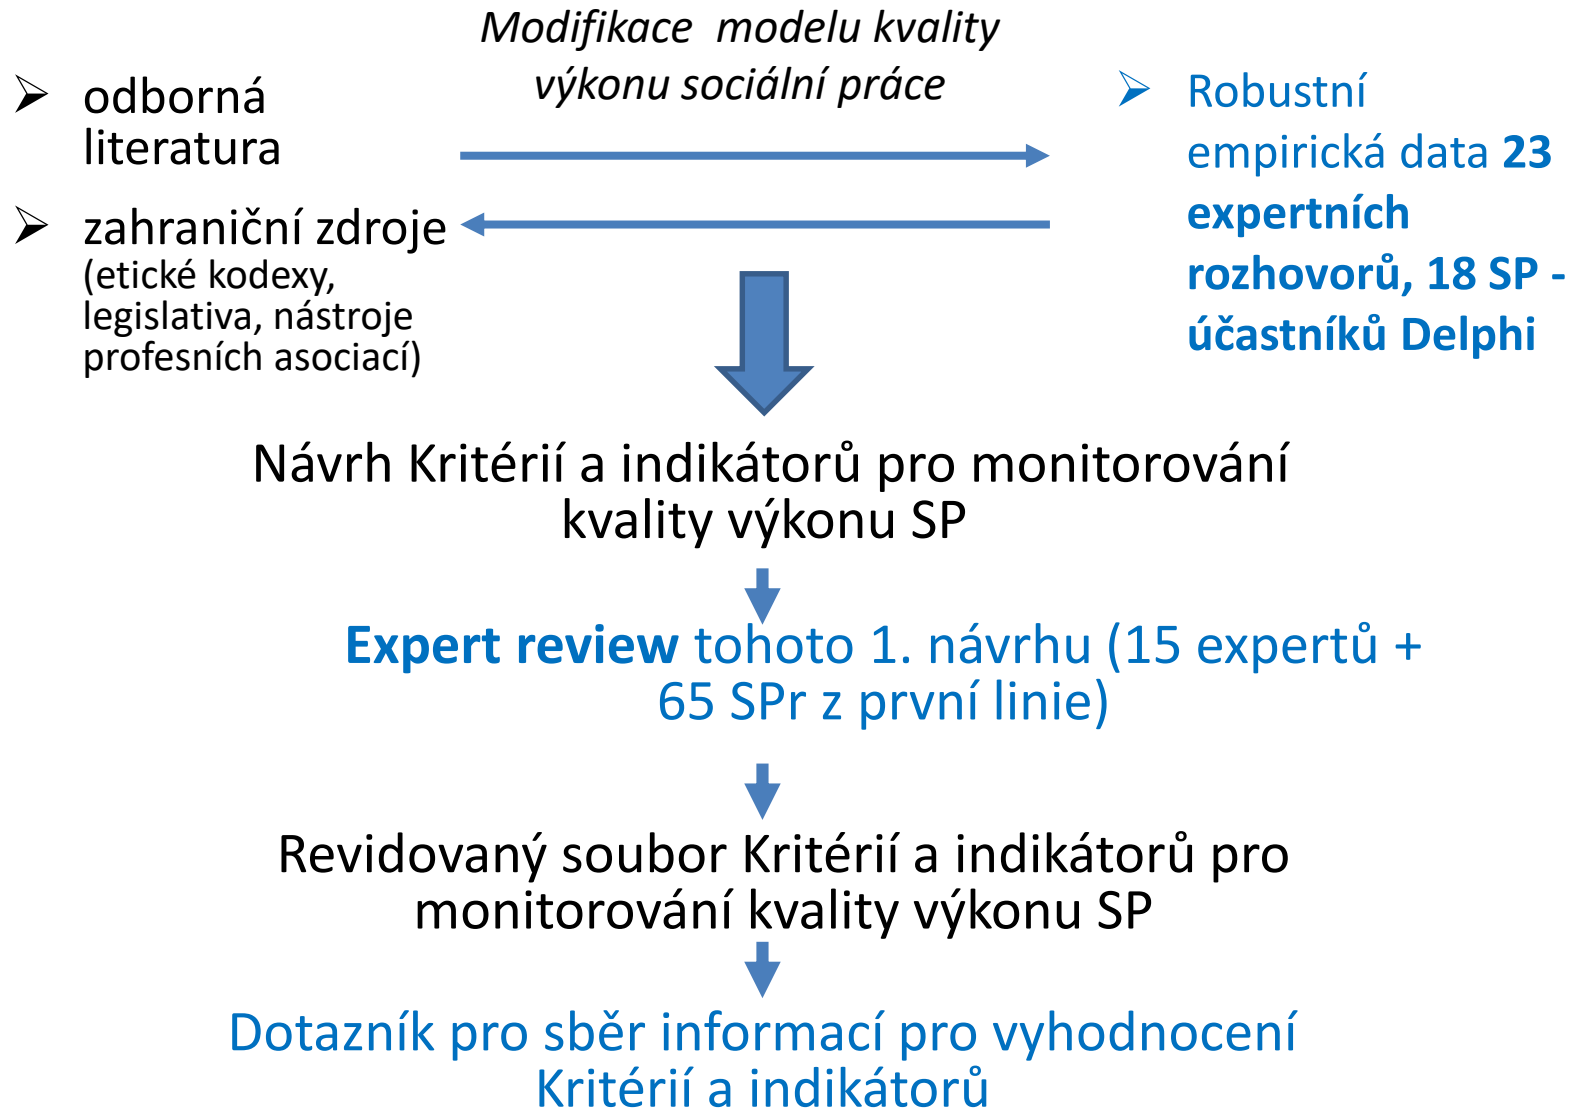 Modifikace modelu kvality
výkonu sociální práce
➢ odborná
literatura
➢ zahraniční zdroje
(etické kodexy,
legislativa, nástroje
profesních asociací)
➢ Robustní
empirická data 23
expertních
rozhovorů, 18 SP -
účastníků Delphi
Návrh Kritérií a indikátorů pro monitorování
kvality výkonu SP
Expert review tohoto 1. návrhu (15 expertů +
65 SPr z první linie)
Revidovaný soubor Kritérií a indikátorů pro
monitorování kvality výkonu SP
Dotazník pro sběr informací pro vyhodnocení
Kritérií a indikátorů